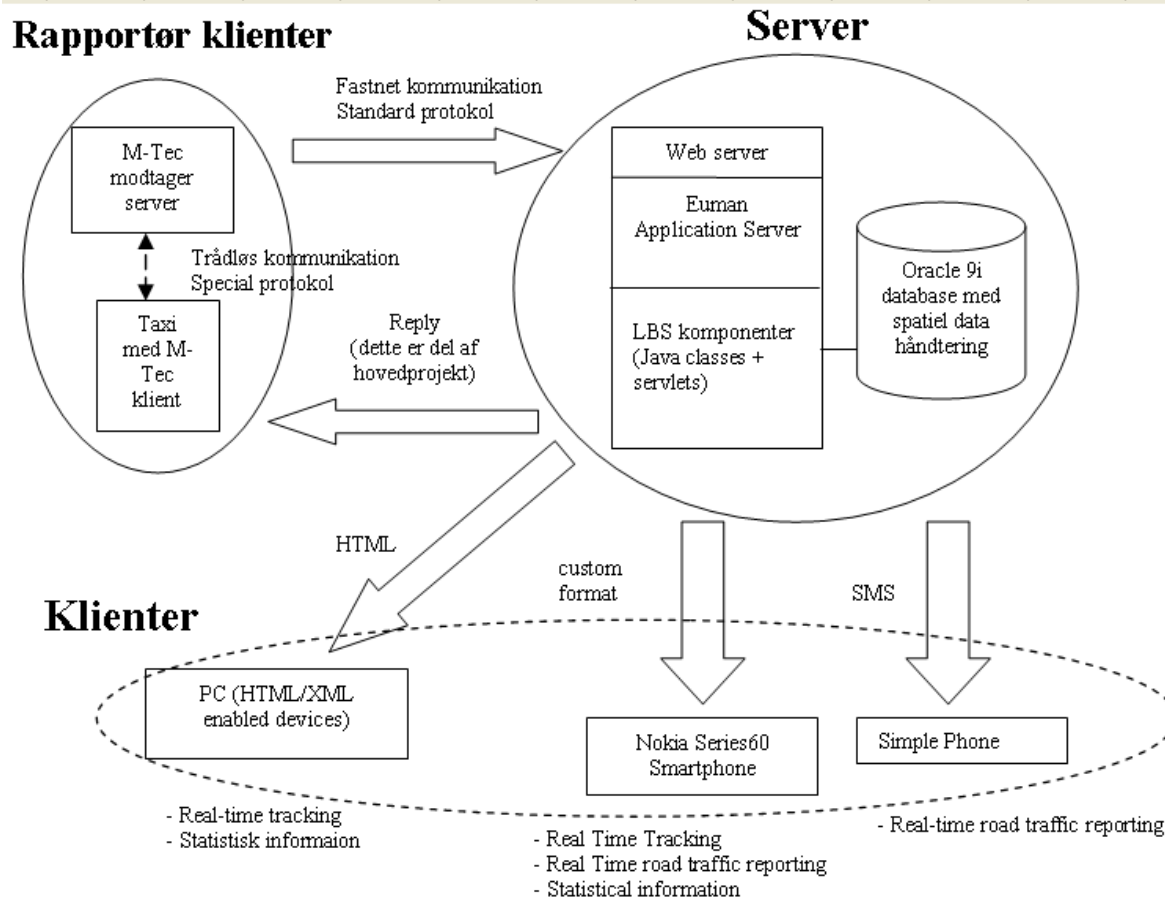 Rapportør klienter
Server
Fastnet kommunikation
Standard protokol
M-Tec
modtager
server
Trådløs kommunikation
Special protokol
Taxi
med M-
Tec
klient
Reply
(dette er del af
hovedprojekt)
Web server
Euman
Application Server
LBS komponenter
(Java classes +
servlets)
Oracle 9i
database med
spatiel data
håndtering
HTML
custom
format
SMS
Klienter
PC (HTML/XML
enabled devices)
Nokia Series60
Smartphone
Simple Phone
- Real-time tracking
- Statistisk informaion
- Real Time Tracking
- Real Time road traffic reporting
- Statistical information
- Real-time road traffic reporting